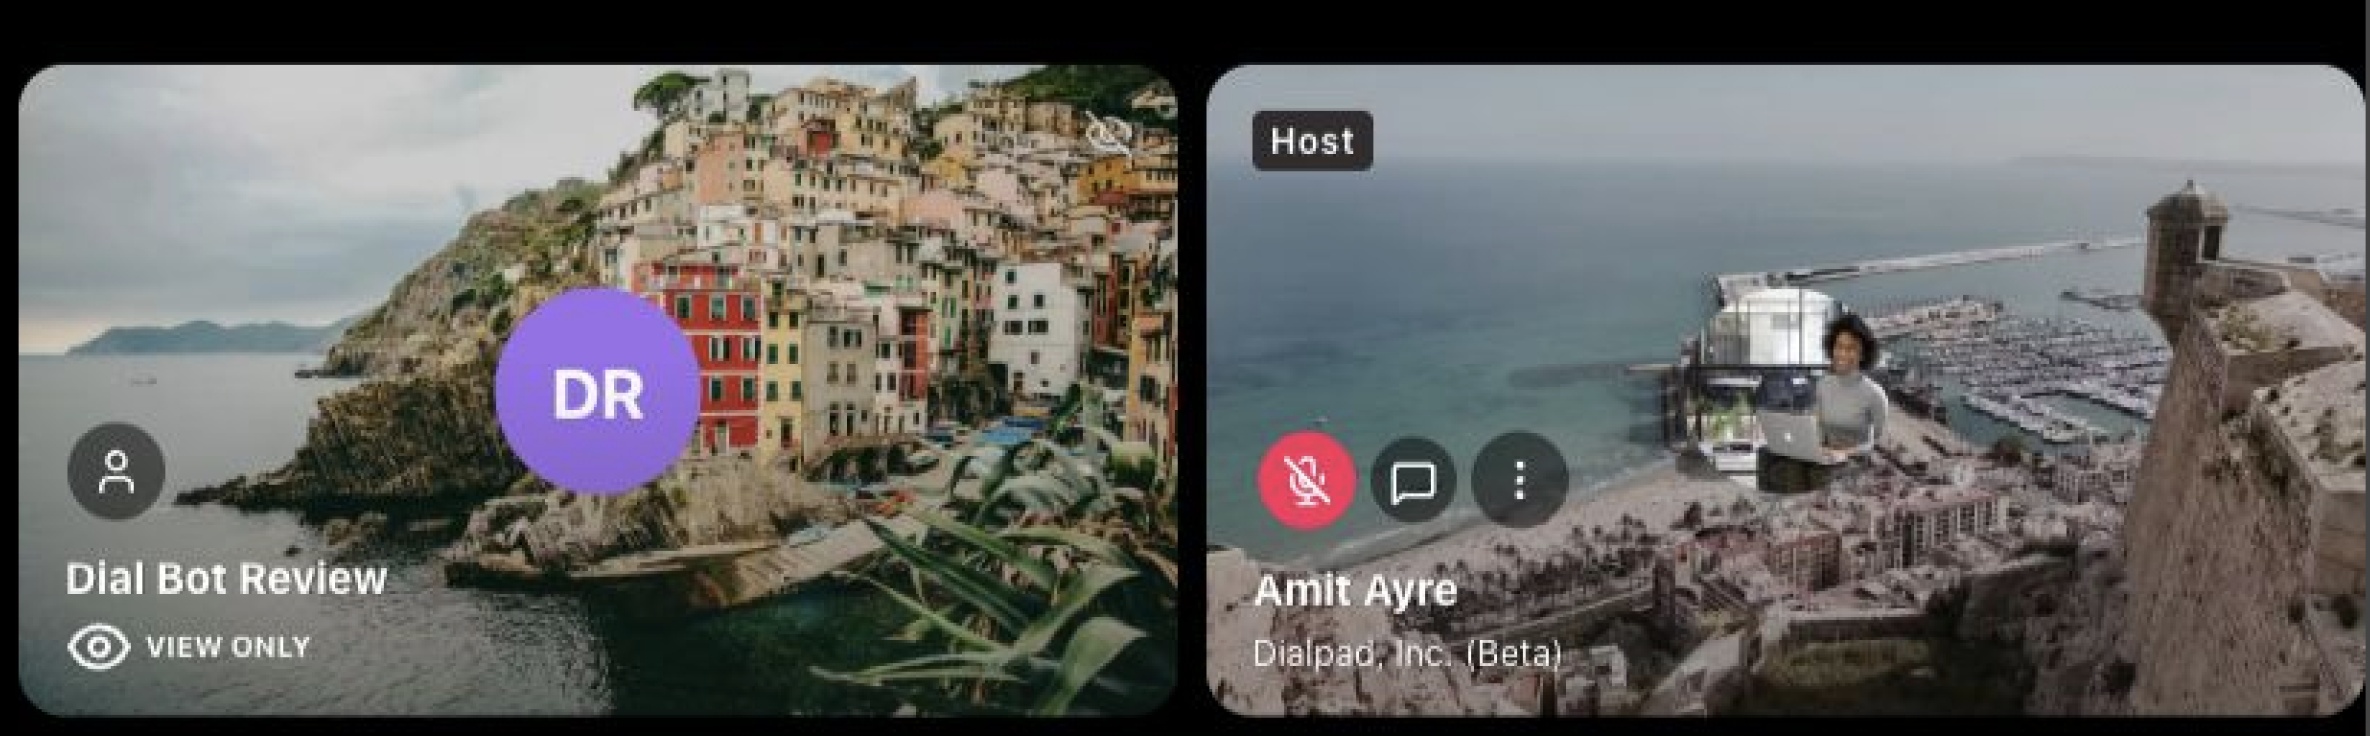 DR
Dial Bot Review
VIEW ONLY
Host
Amit Ayre
Dialpad, Inc. (Beta)